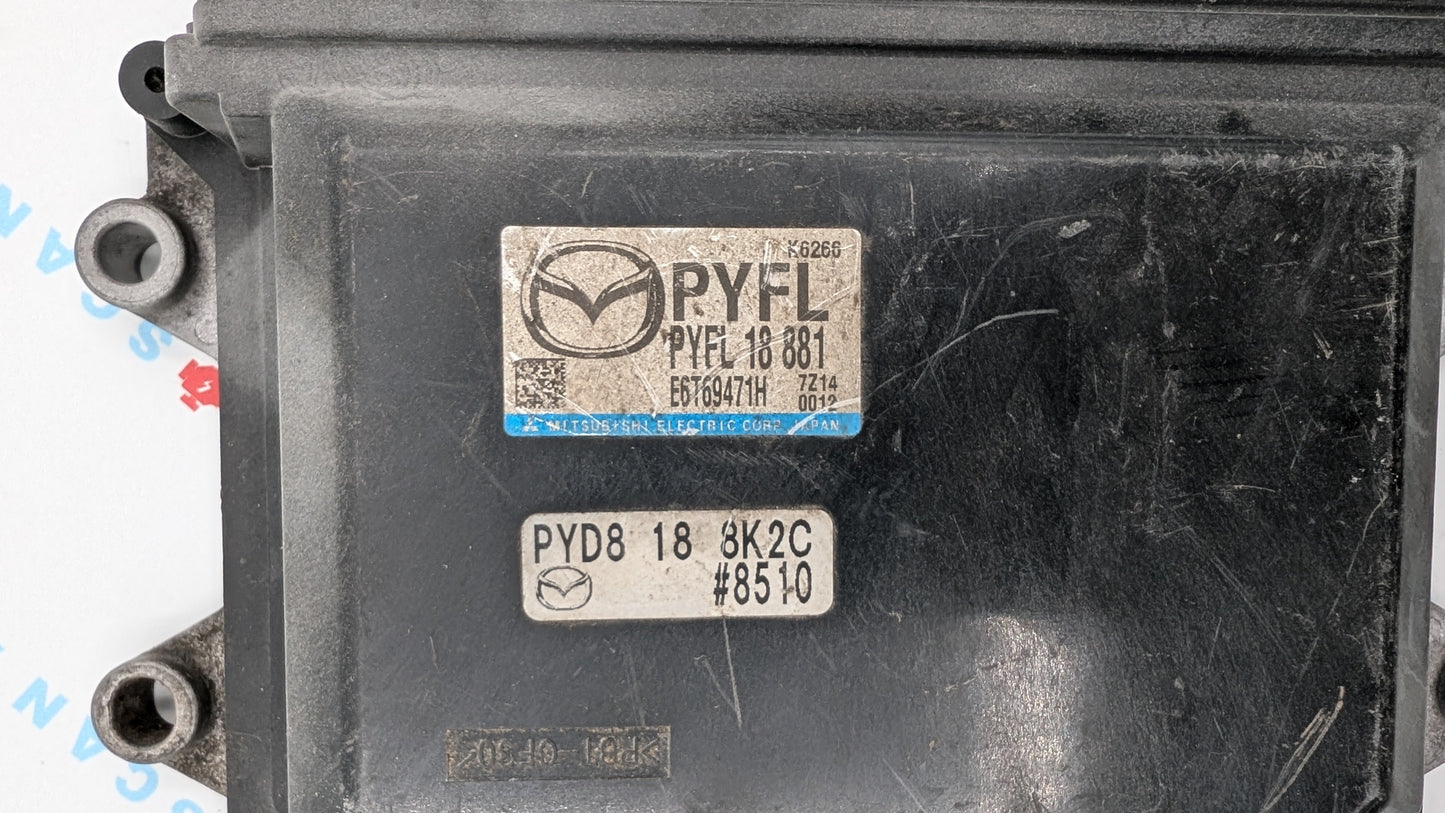 K6266
PYFL
PYFL 18 881
E6T69471H 7Z14
0012
MITSUBISHI ELECTRIC CORP. JAPAN
PYD8 18 8K2C
#8510